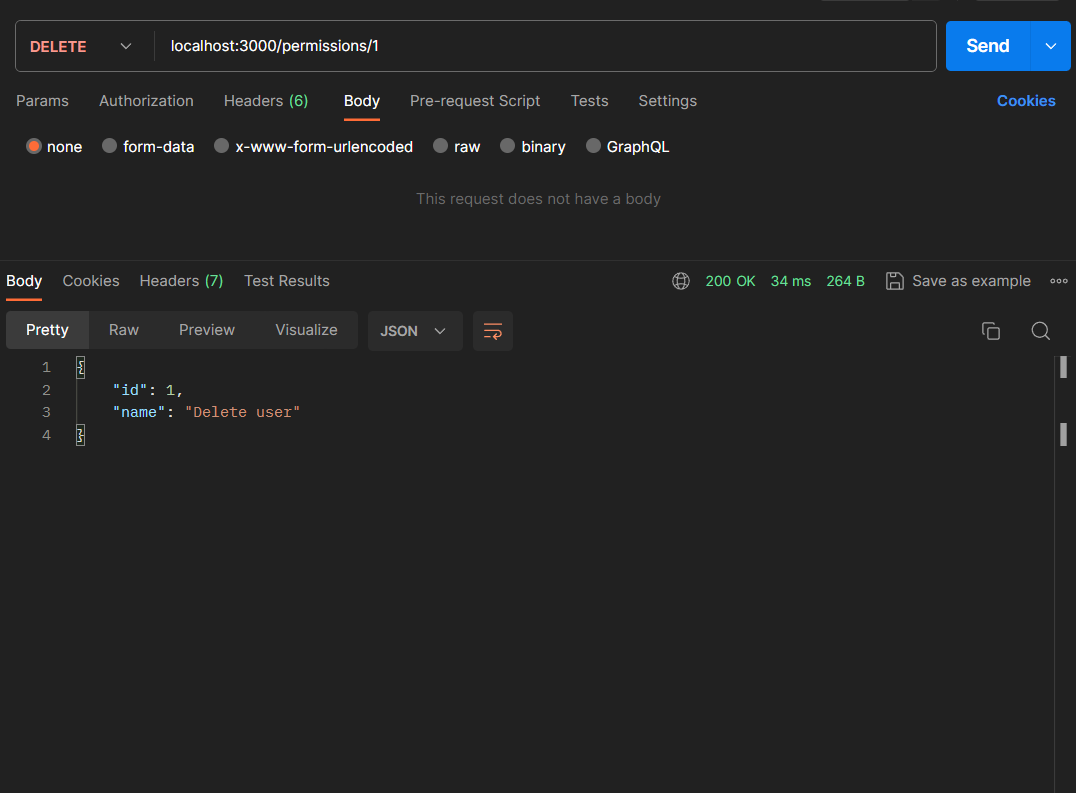 DELETE localhost:3000/permissions/1 Send
Params Authorization Headers (6) Body Pre-request Script Tests Settings Cookies
none form-data x-www-form-urlencoded raw binary GraphQL
This request does not have a body
Body Cookies Headers (7) Test Results 200 OK 34 ms 264 B Save as example
Pretty Raw Preview Visualize JSON
1 {
2 "id": 1,
3 "name": "Delete user"
4 }